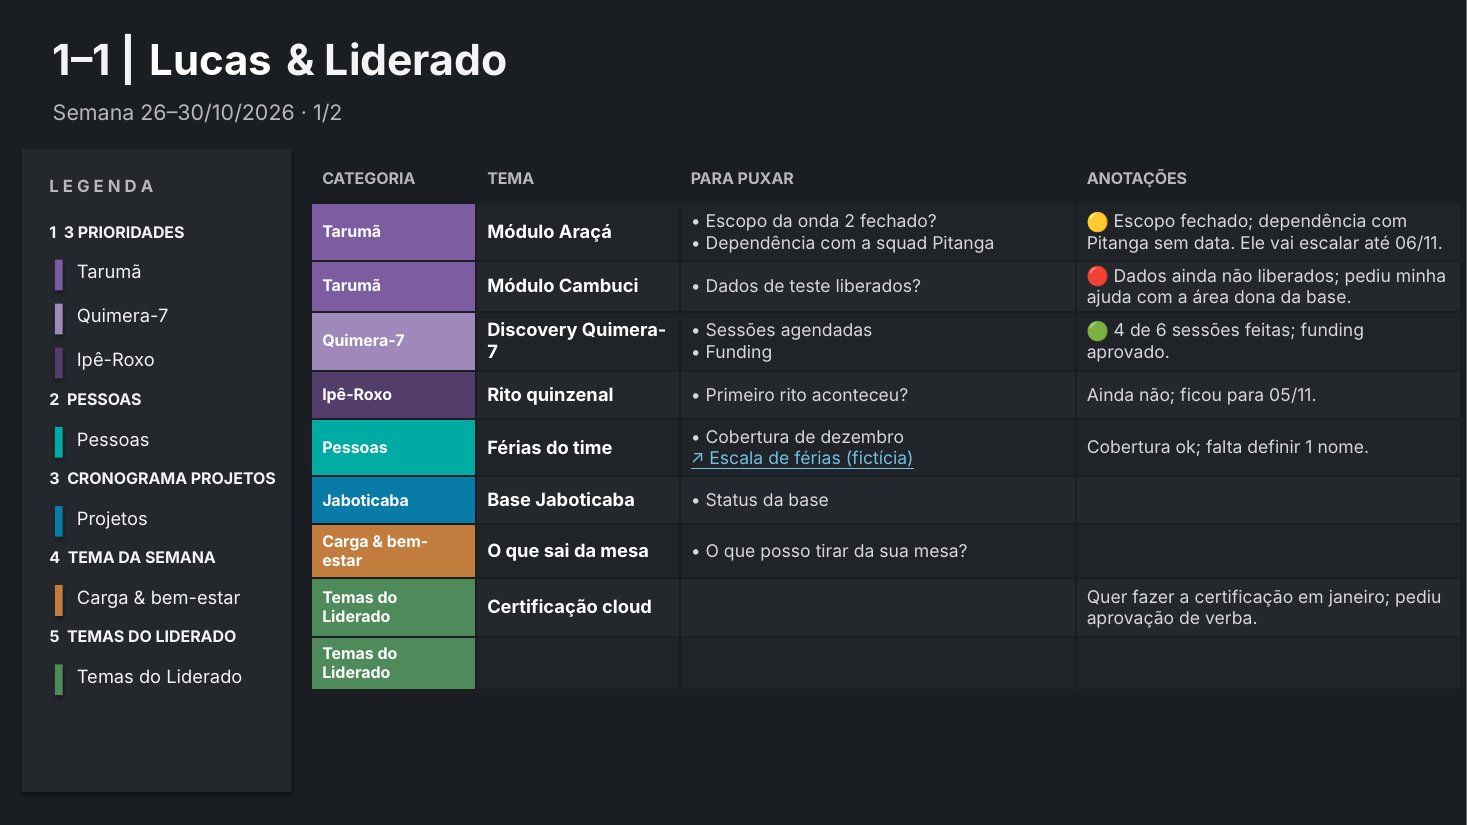 1–1 | Lucas & Liderado
Semana 26–30/10/2026 · 1/2
LEGENDA
1 3 PRIORIDADES
Tarumã
Quimera-7
Ipê-Roxo
2 PESSOAS
Pessoas
3 CRONOGRAMA PROJETOS
Projetos
4 TEMA DA SEMANA
Carga & bem-estar
5 TEMAS DO LIDERADO
Temas do Liderado
CATEGORIA
TEMA
PARA PUXAR
ANOTAÇÕES
Tarumã
Módulo Araçá
• Escopo da onda 2 fechado?
• Dependência com a squad Pitanga
🟡 Escopo fechado; dependência com
Pitanga sem data. Ele vai escalar até 06/11.
Tarumã
Módulo Cambuci
• Dados de teste liberados?
🔴 Dados ainda não liberados; pediu minha
ajuda com a área dona da base.
Quimera-7
Discovery Quimera-
7
• Sessões agendadas
• Funding
🟢 4 de 6 sessões feitas; funding
aprovado.
Ipê-Roxo
Rito quinzenal
• Primeiro rito aconteceu?
Ainda não; ficou para 05/11.
Pessoas
Férias do time
• Cobertura de dezembro
↗ Escala de férias (fictícia)
Cobertura ok; falta definir 1 nome.
Jaboticaba
Base Jaboticaba
• Status da base
Carga & bem-
estar
O que sai da mesa
• O que posso tirar da sua mesa?
Temas do
Liderado
Certificação cloud
Quer fazer a certificação em janeiro; pediu
aprovação de verba.
Temas do
Liderado